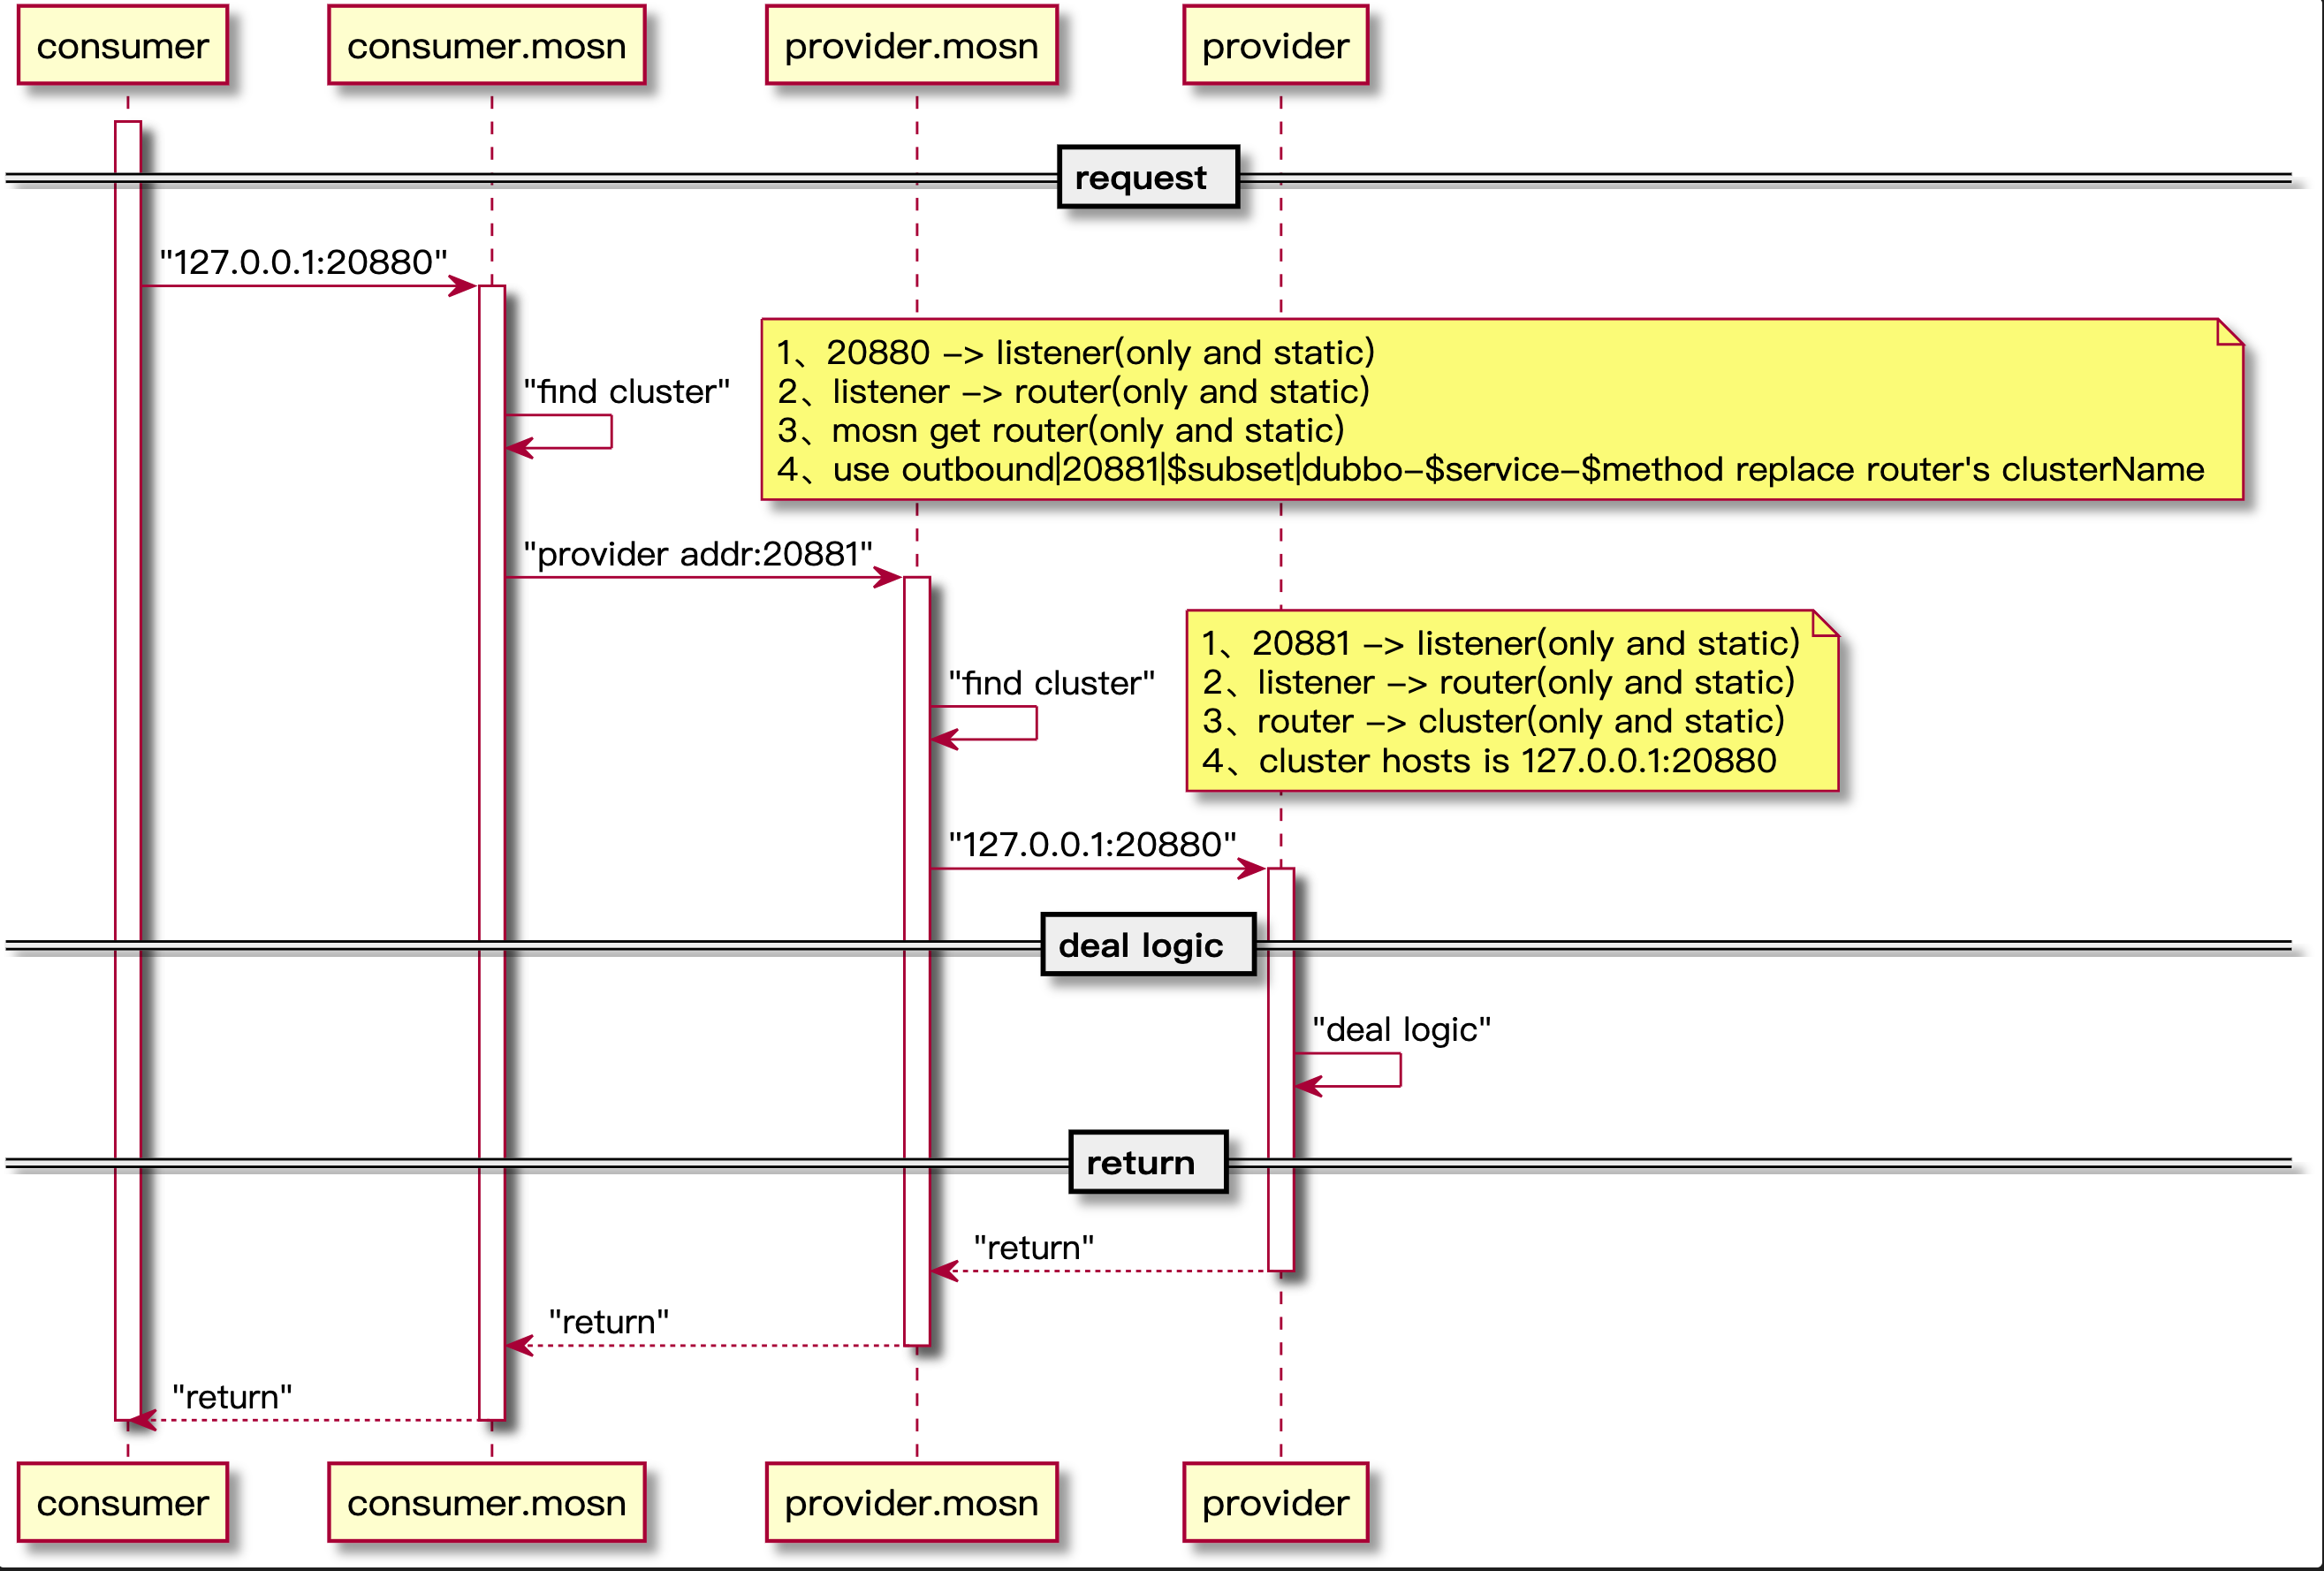 consumer
consumer.mosn
provider.mosn
provider
request
"127.0.0.1:20880"
"find cluster"
1、20880 -> listener(only and static)
2、listener -> router(only and static)
3、mosn get router(only and static)
4、use outbound|20881|$subset|dubbo-$service-$method replace router's clusterName
"provider addr:20881"
"find cluster"
1、20881 -> listener(only and static)
2、listener -> router(only and static)
3、router -> cluster(only and static)
4、cluster hosts is 127.0.0.1:20880
"127.0.0.1:20880"
deal logic
"deal logic"
return
"return"
"return"
"return"
consumer
consumer.mosn
provider.mosn
provider